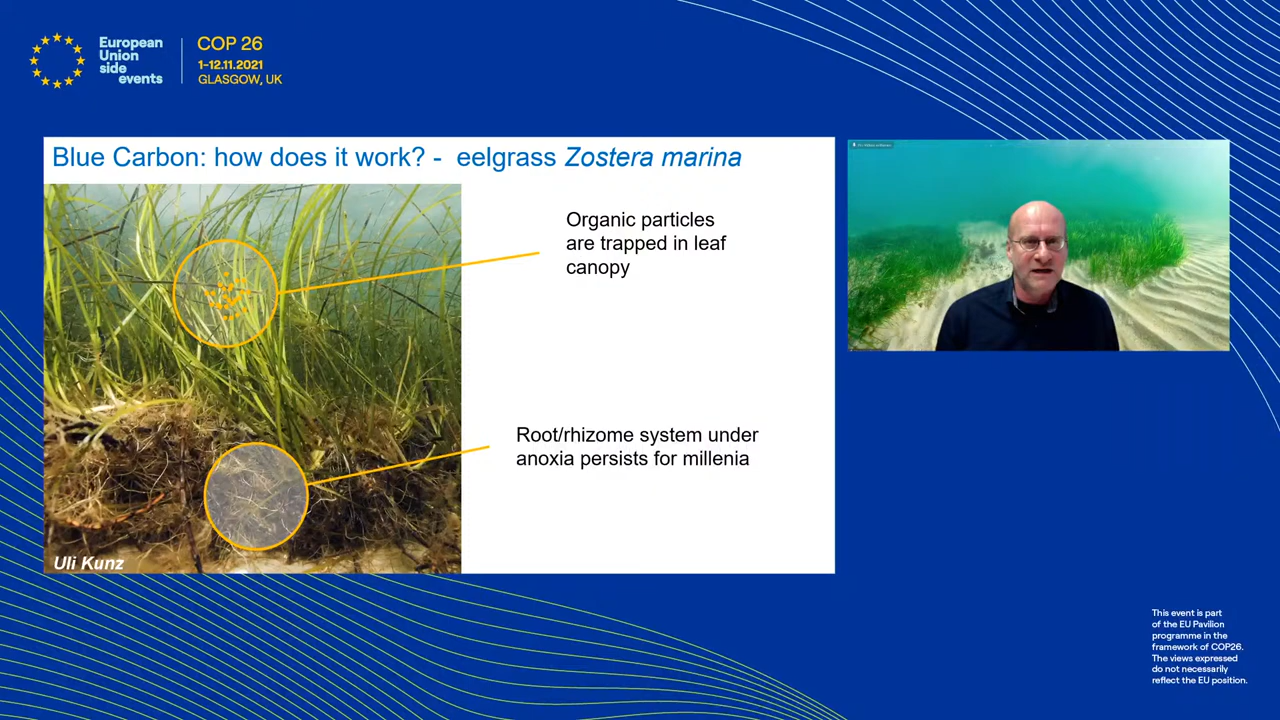 European
Union
side
events
COP 26
1-12.11.2021
GLASGOW, UK
Blue Carbon: how does it work? - eelgrass Zostera marina
Organic particles
are trapped in leaf
canopy
Root/rhizome system under
anoxia persists for millenia
Uli Kunz
This event is part
of the EU Pavilion
programme in the
framework of COP26.
The views expressed
do not necessarily
reflect the EU position.